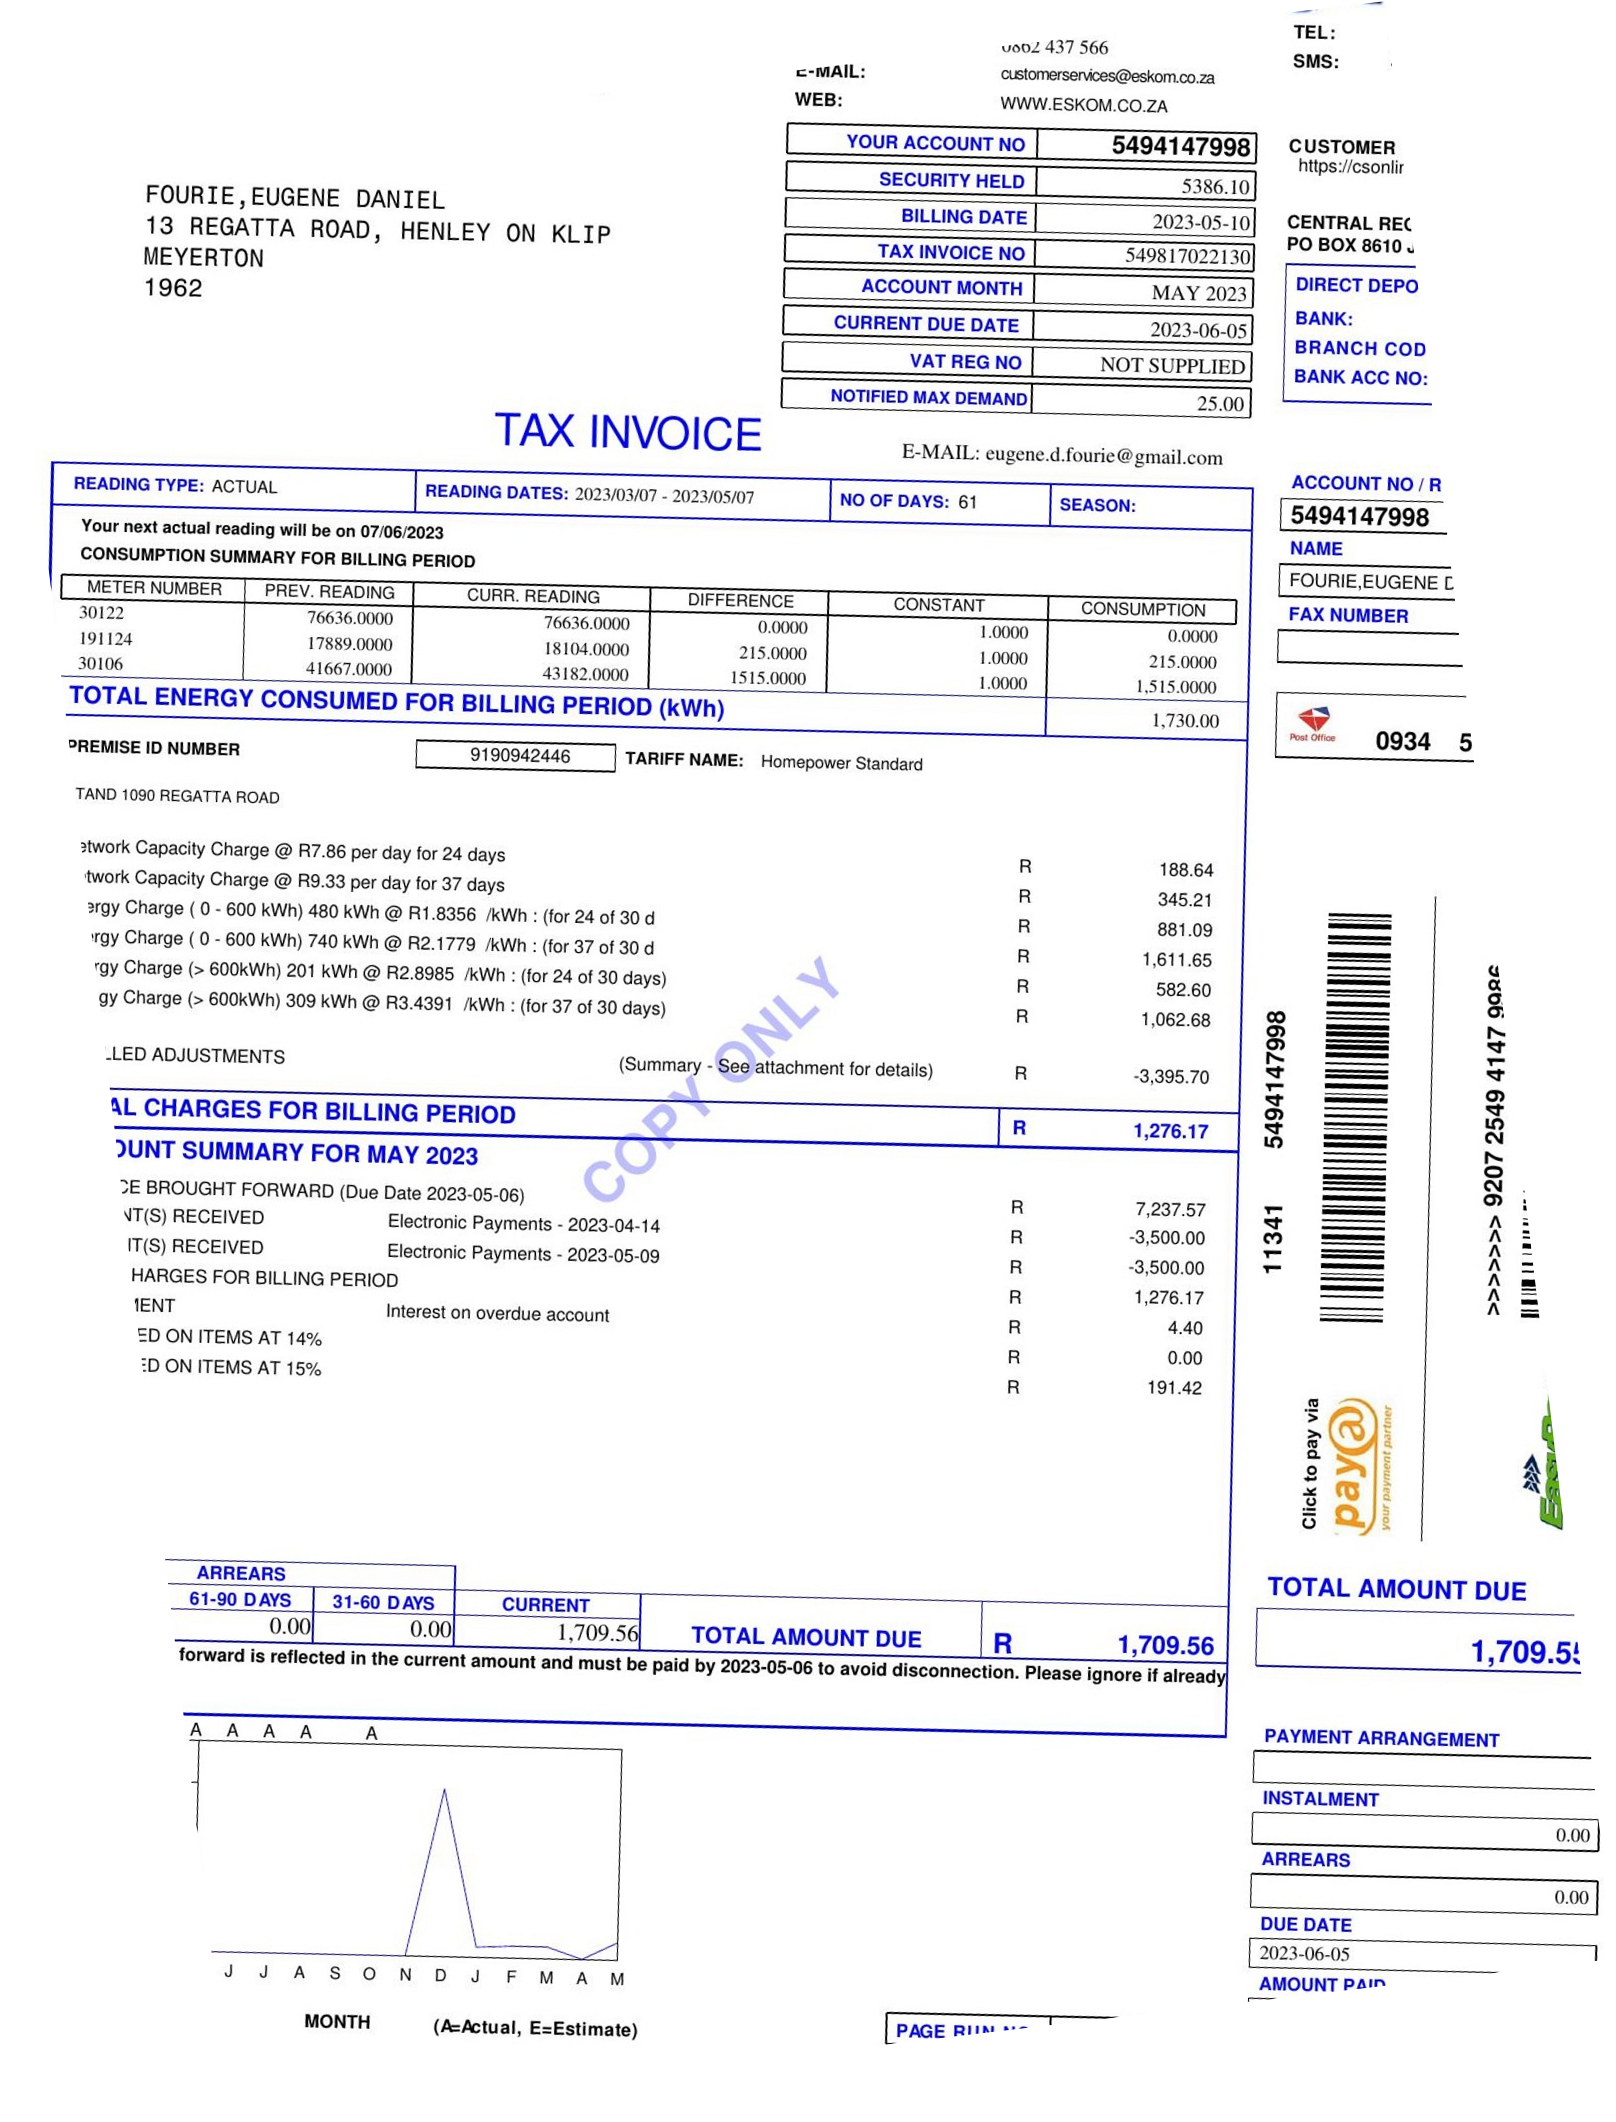 0862 437 566
E-MAIL: customerservices@eskom.co.za
WEB: WWW.ESKOM.CO.ZA
TEL:
SMS:
YOUR ACCOUNT NO 5494147998
SECURITY HELD 5386.10
BILLING DATE 2023-05-10
TAX INVOICE NO 549817022130
ACCOUNT MONTH MAY 2023
CURRENT DUE DATE 2023-06-05
VAT REG NO NOT SUPPLIED
NOTIFIED MAX DEMAND 25.00
FOURIE,EUGENE DANIEL
13 REGATTA ROAD, HENLEY ON KLIP
MEYERTON
1962
CUSTOMER
https://csonlin
CENTRAL REG
PO BOX 8610 J
DIRECT DEPO
BANK:
BRANCH COD
BANK ACC NO:
TAX INVOICE
E-MAIL: eugene.d.fourie@gmail.com
READING TYPE: ACTUAL READING DATES: 2023/03/07 - 2023/05/07 NO OF DAYS: 61 SEASON:
Your next actual reading will be on 07/06/2023
CONSUMPTION SUMMARY FOR BILLING PERIOD
METER NUMBER PREV. READING CURR. READING DIFFERENCE CONSTANT CONSUMPTION
30122 76636.0000 76636.0000 0.0000 1.0000 0.0000
191124 17889.0000 18104.0000 215.0000 1.0000 215.0000
30106 41667.0000 43182.0000 1515.0000 1.0000 1,515.0000
TOTAL ENERGY CONSUMED FOR BILLING PERIOD (kWh) 1,730.00
PREMISE ID NUMBER 9190942446 TARIFF NAME: Homepower Standard
TAND 1090 REGATTA ROAD
etwork Capacity Charge @ R7.86 per day for 24 days R 188.64
twork Capacity Charge @ R9.33 per day for 37 days R 345.21
ergy Charge ( 0 - 600 kWh) 480 kWh @ R1.8356 /kWh : (for 24 of 30 d R 881.09
rgy Charge ( 0 - 600 kWh) 740 kWh @ R2.1779 /kWh : (for 37 of 30 d R 1,611.65
rgy Charge (> 600kWh) 201 kWh @ R2.8985 /kWh : (for 24 of 30 days) R 582.60
gy Charge (> 600kWh) 309 kWh @ R3.4391 /kWh : (for 37 of 30 days) R 1,062.68
LLED ADJUSTMENTS (Summary - See attachment for details) R -3,395.70
COPY ONLY
AL CHARGES FOR BILLING PERIOD R 1,276.17
OUNT SUMMARY FOR MAY 2023
CE BROUGHT FORWARD (Due Date 2023-05-06) R 7,237.57
NT(S) RECEIVED Electronic Payments - 2023-04-14 R -3,500.00
IT(S) RECEIVED Electronic Payments - 2023-05-09 R -3,500.00
HARGES FOR BILLING PERIOD R 1,276.17
MENT Interest on overdue account R 4.40
ED ON ITEMS AT 14% R 0.00
ED ON ITEMS AT 15% R 191.42
ARREARS
61-90 DAYS 31-60 DAYS CURRENT
0.00 0.00 1,709.56 TOTAL AMOUNT DUE R 1,709.56
forward is reflected in the current amount and must be paid by 2023-05-06 to avoid disconnection. Please ignore if already
A A A A A
J J A S O N D J F M A M
MONTH (A=Actual, E=Estimate)
PAGE RUN NO
ACCOUNT NO / R
5494147998
NAME
FOURIE,EUGENE D
FAX NUMBER
Post Office 0934 5
11341 5494147998
>>>>>>> 9207 2549 4147 9986
Click to pay via
pay@
your payment partner
TOTAL AMOUNT DUE
1,709.55
PAYMENT ARRANGEMENT
INSTALMENT
0.00
ARREARS
0.00
DUE DATE
2023-06-05
AMOUNT PAID